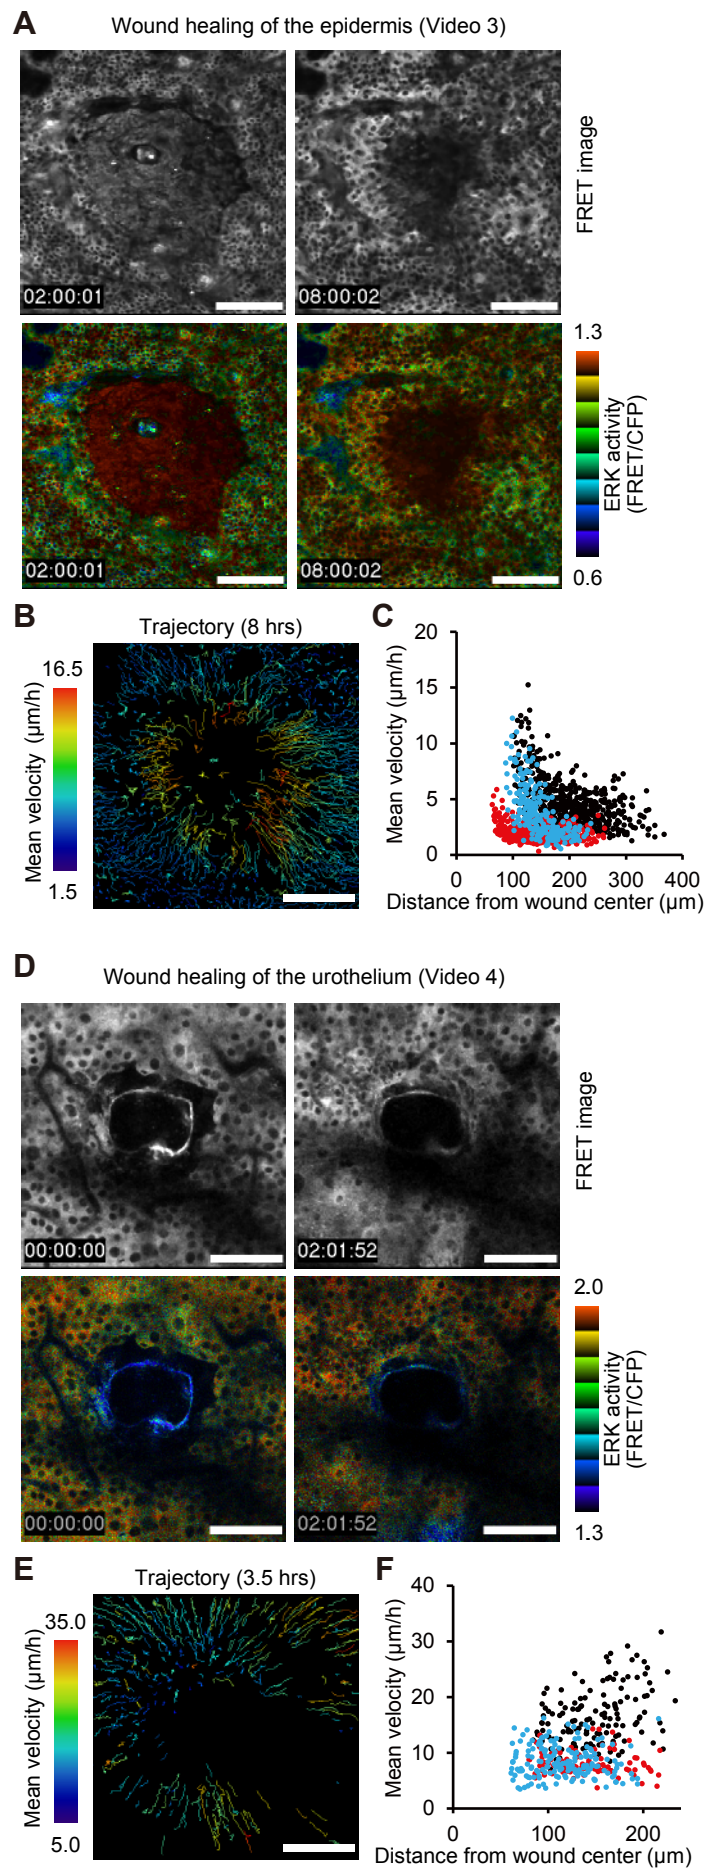 A
Wound healing of the epidermis (Video 3)
FRET image
02:00:01
08:00:02
1.3
ERK activity
(FRET/CFP)
0.6
02:00:01
08:00:02
B
Trajectory (8 hrs)
16.5
Mean velocity (µm/h)
1.5
C
20
15
10
5
0
Mean velocity (µm/h)
0
100
200
300
400
Distance from wound center (µm)
D
Wound healing of the urothelium (Video 4)
FRET image
00:00:00
02:01:52
2.0
ERK activity
(FRET/CFP)
1.3
00:00:00
02:01:52
E
Trajectory (3.5 hrs)
35.0
Mean velocity (µm/h)
5.0
F
40
30
20
10
0
Mean velocity (µm/h)
0
100
200
Distance from wound center (µm)